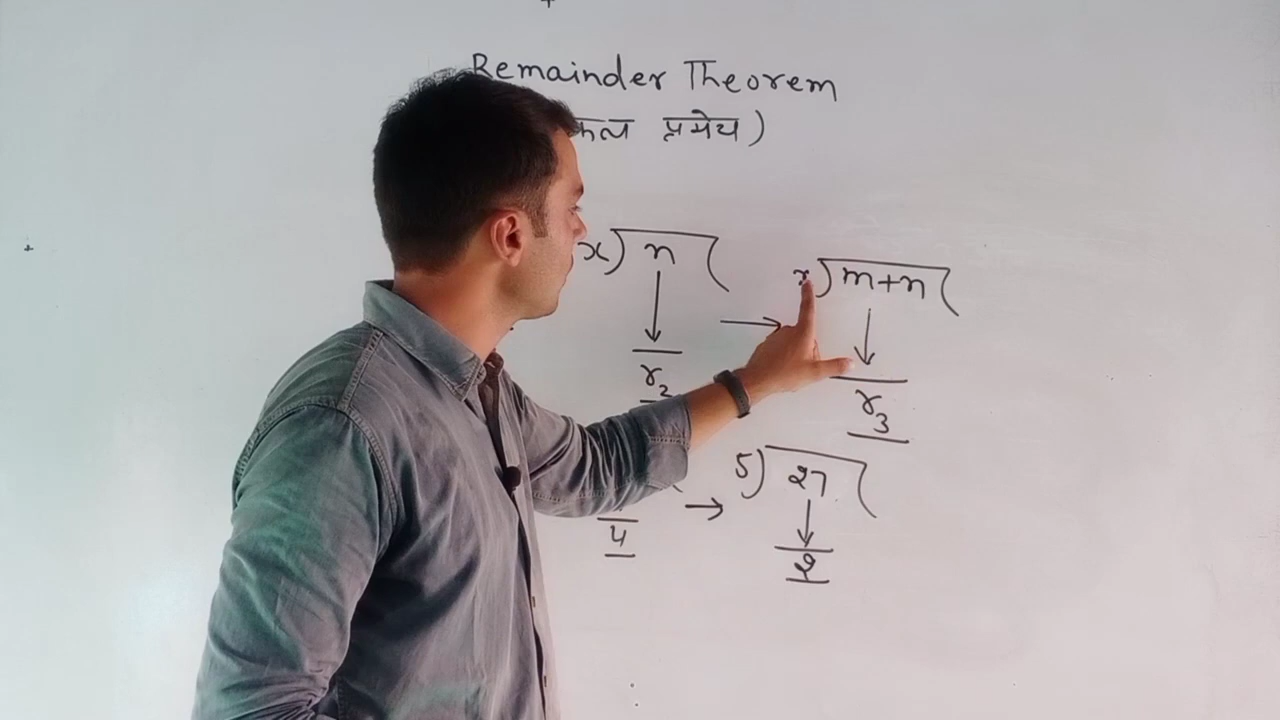 Remainder Theorem
प्रमेय)
x) n (
→ x) m+n (
r2
r3
5) 27 (
→
4
2